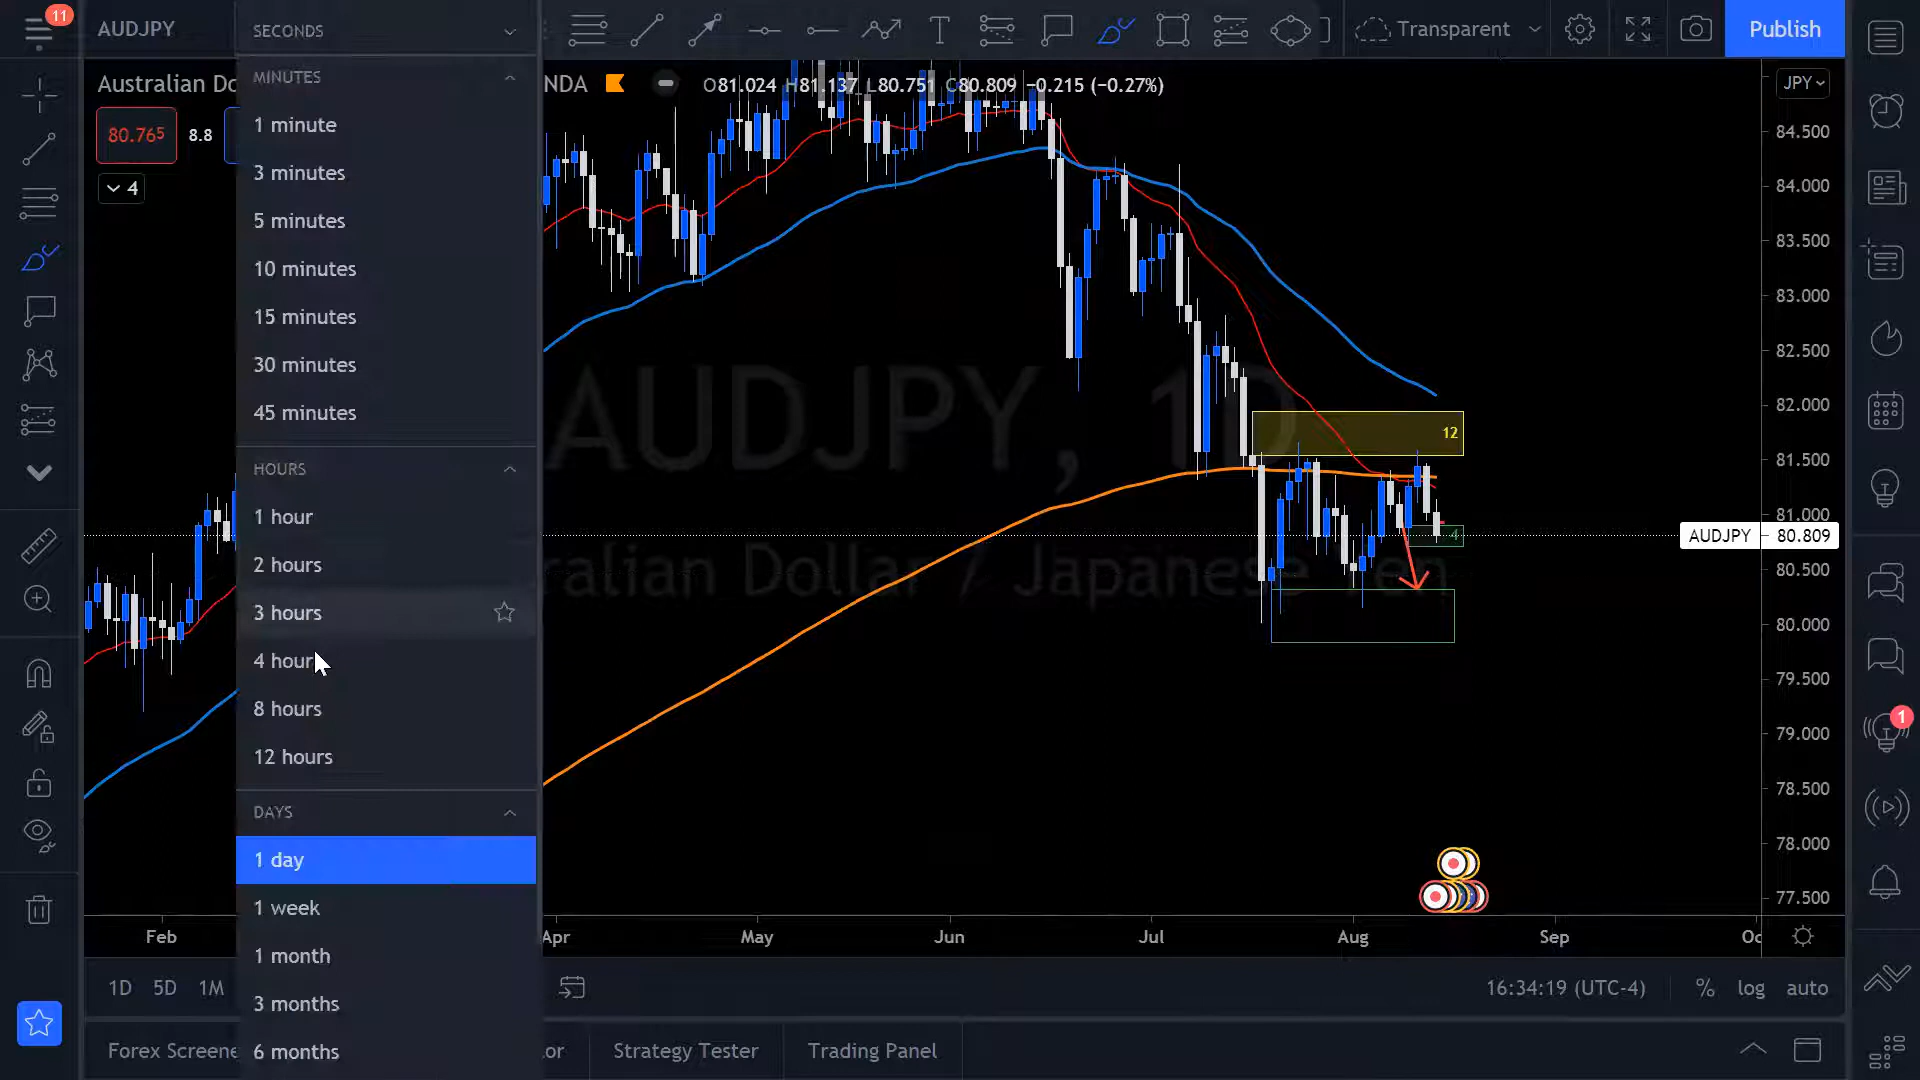 11
AUDJPY
SECONDS
Transparent
Publish
Australian Do
NDA
O81.024 H81.137 L80.751 C80.809 −0.215 (−0.27%)
JPY
80.765
8.8
4
MINUTES
1 minute
3 minutes
5 minutes
10 minutes
15 minutes
30 minutes
45 minutes
HOURS
1 hour
2 hours
3 hours
4 hour
8 hours
12 hours
DAYS
1 day
1 week
1 month
3 months
6 months
AUDJPY, 1D
ralian Dollar / Japanese Yen
12
4
84.500
84.000
83.500
83.000
82.500
82.000
81.500
81.000
AUDJPY 80.809
80.500
80.000
79.500
79.000
78.500
78.000
77.500
1
Feb
Apr
May
Jun
Jul
Aug
Sep
Oc
1D 5D 1M
16:34:19 (UTC-4)
% log auto
Forex Screene
or
Strategy Tester
Trading Panel